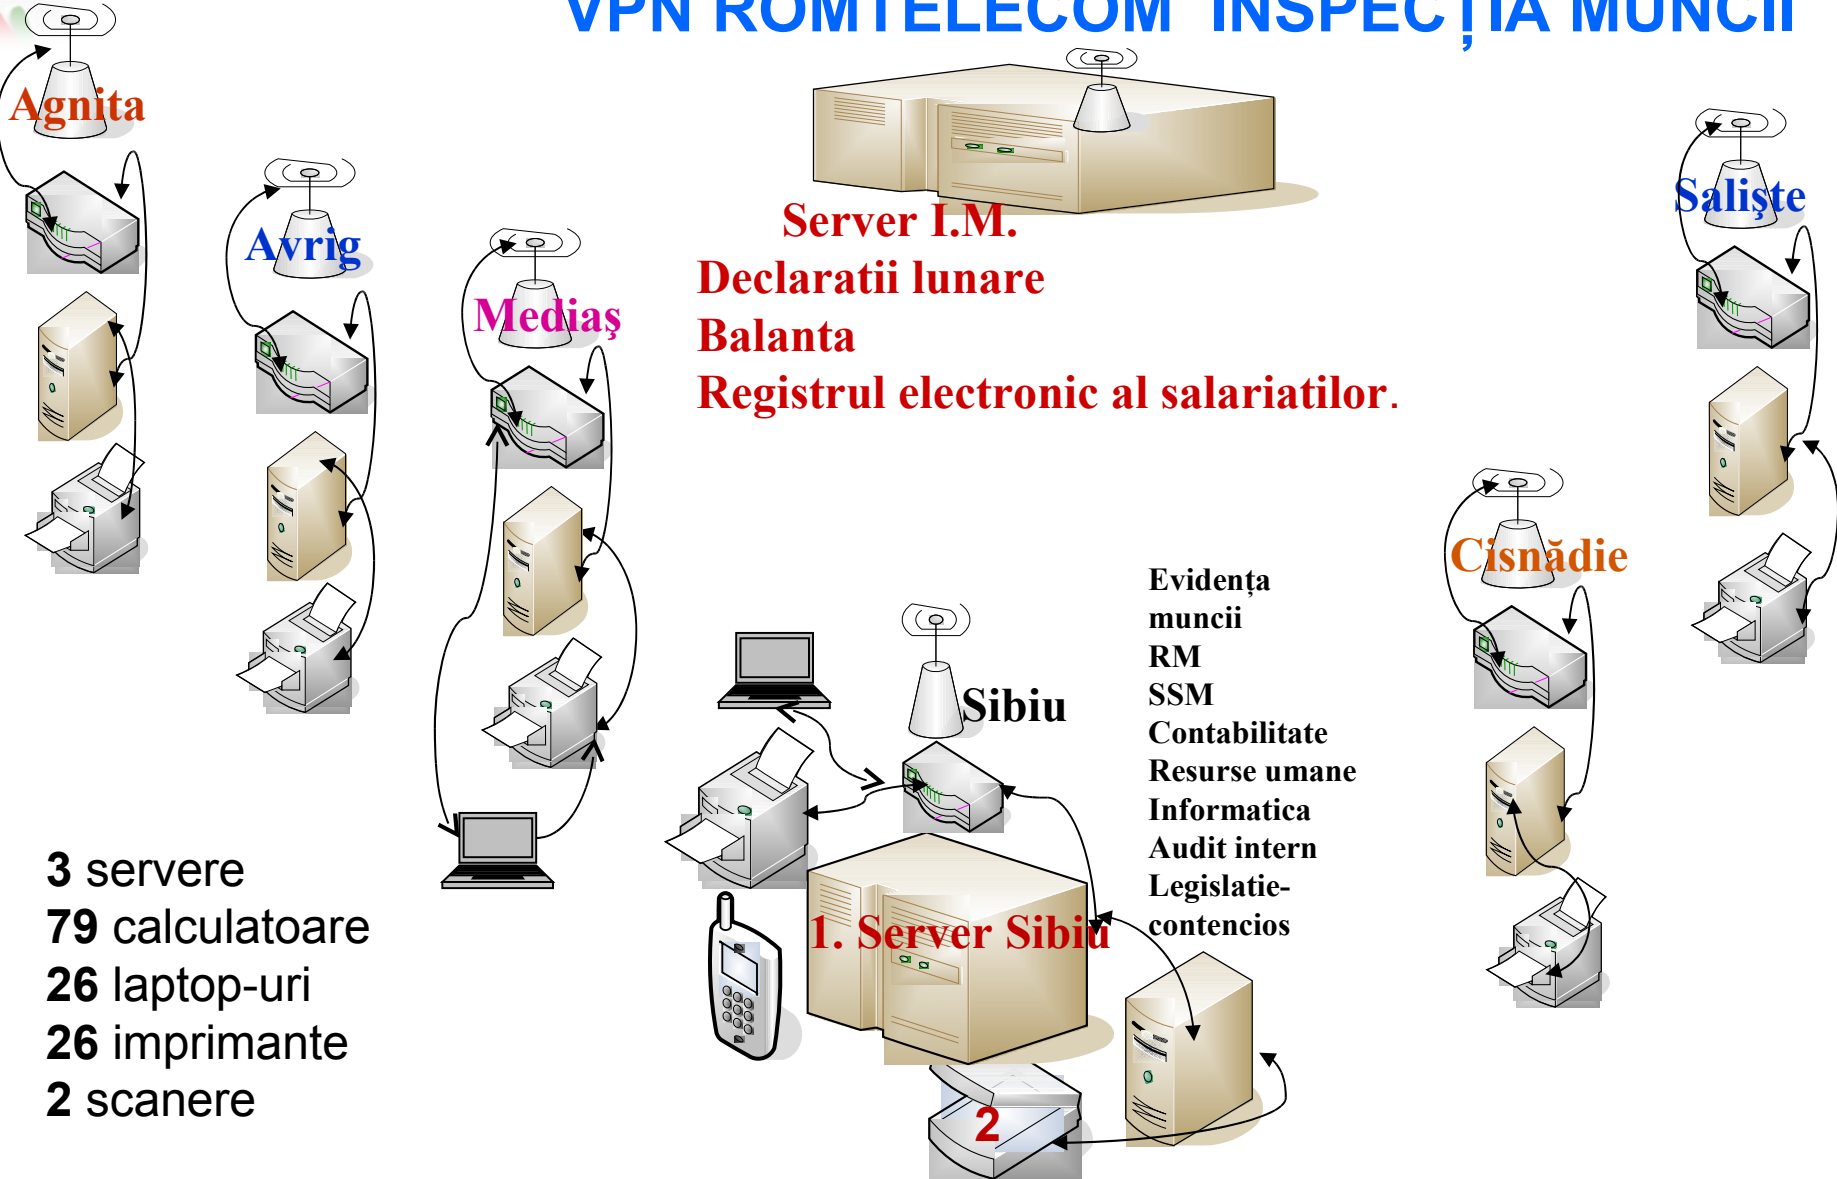 VPN ROMTELECOM INSPECȚIA MUNCII
Agnita
Avrig
Mediaş
Server I.M.
Declaratii lunare
Balanta
Registrul electronic al salariatilor.
Salişte
Cisnădie
Sibiu
Evidența
muncii
RM
SSM
Contabilitate
Resurse umane
Informatica
Audit intern
Legislatie-
contencios
1. Server Sibiu
2
3 servere
79 calculatoare
26 laptop-uri
26 imprimante
2 scanere